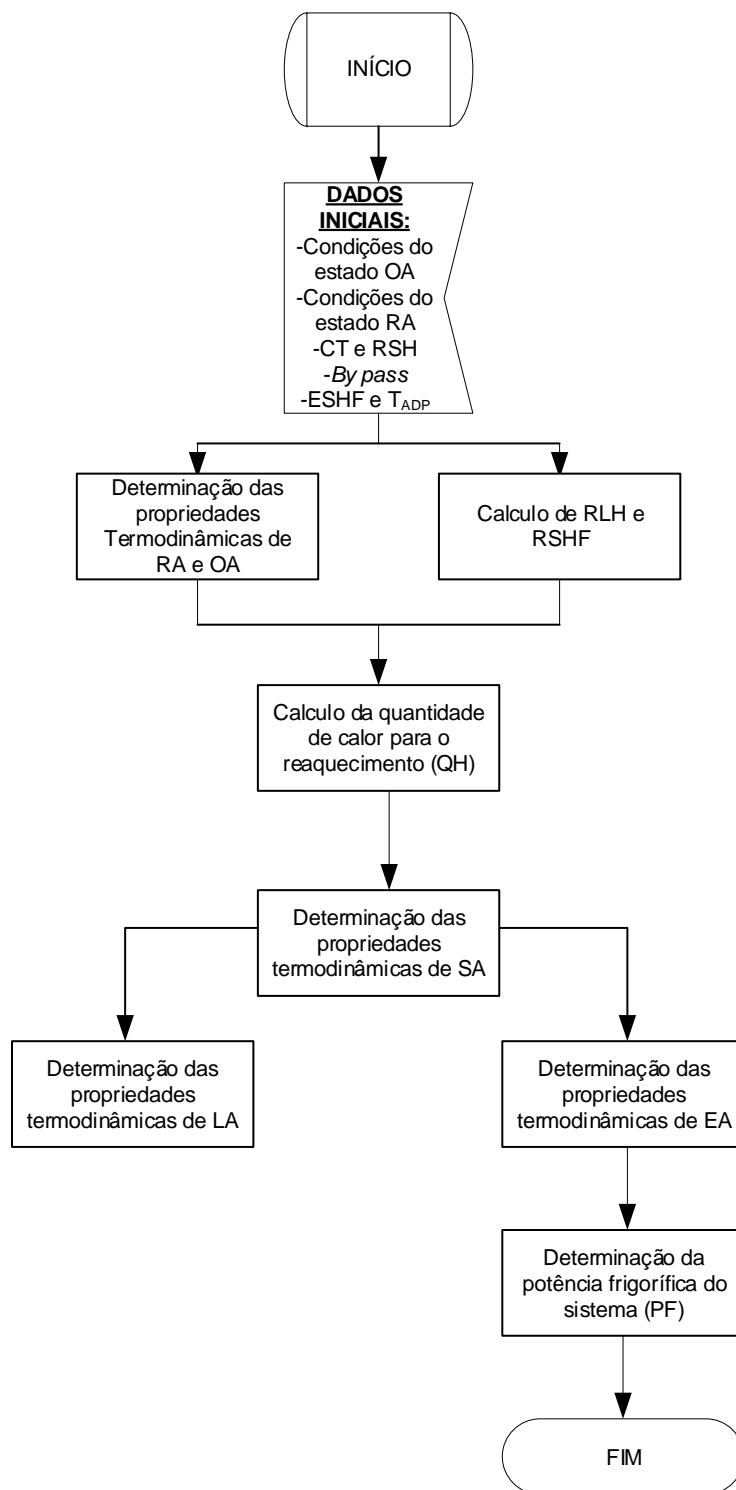 INÍCIO
DADOS
INICIAIS:
-Condições do
estado OA
-Condições do
estado RA
-CT e RSH
-By pass
-ESHF e TADP
Determinação das
propriedades
Termodinâmicas de
RA e OA
Calculo de RLH e
RSHF
Calculo da quantidade
de calor para o
reaquecimento (QH)
Determinação das
propriedades
termodinâmicas de SA
Determinação das
propriedades
termodinâmicas de LA
Determinação das
propriedades
termodinâmicas de EA
Determinação da
potência frigorífica do
sistema (PF)
FIM